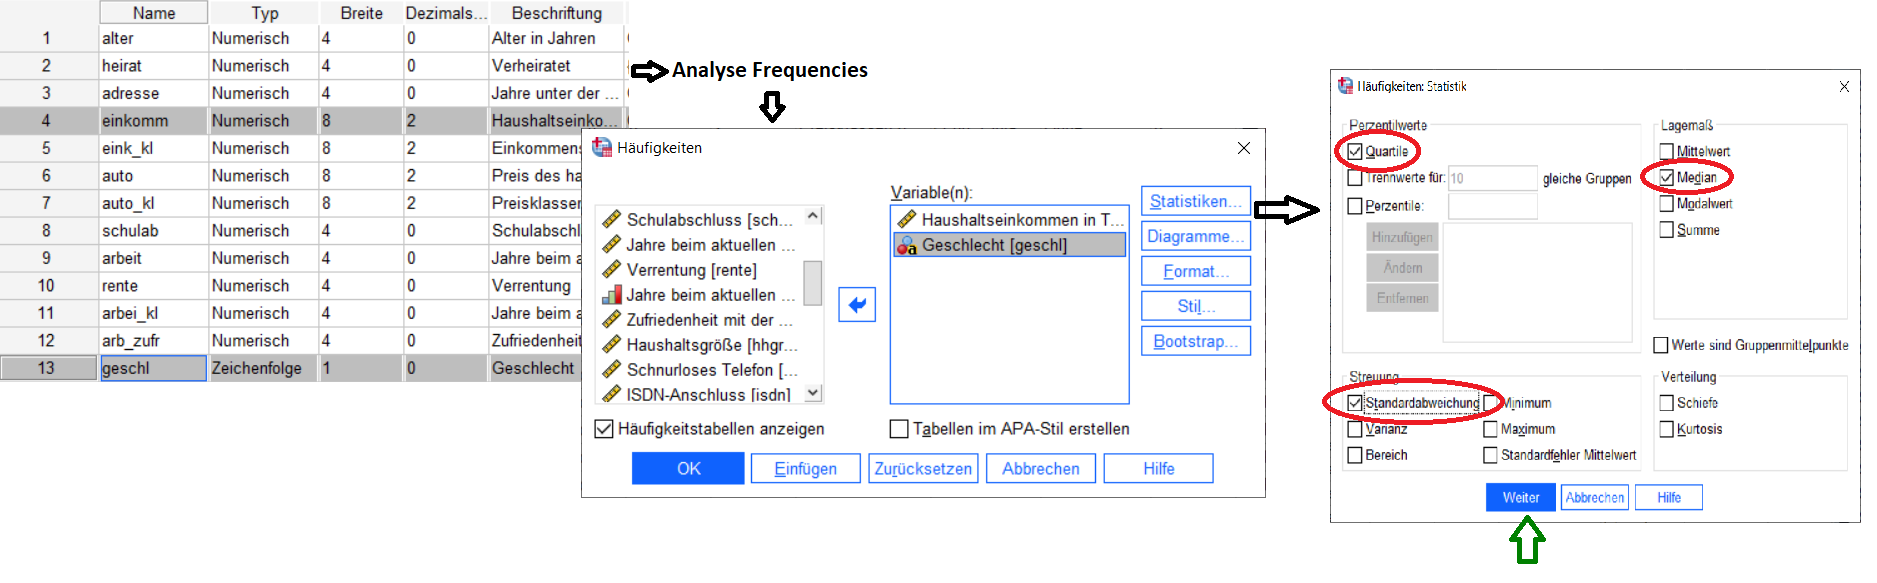 Name Typ Breite Dezimals... Beschriftung
1 alter Numerisch 4 0 Alter in Jahren
2 heirat Numerisch 4 0 Verheiratet
3 adresse Numerisch 4 0 Jahre unter der ...
4 einkomm Numerisch 8 2 Haushaltseinko...
5 eink_kl Numerisch 8 2 Einkommens
6 auto Numerisch 8 2 Preis des ha
7 auto_kl Numerisch 8 2 Preisklasser
8 schulab Numerisch 4 0 Schulabschl
9 arbeit Numerisch 4 0 Jahre beim a
10 rente Numerisch 4 0 Verrentung
11 arbei_kl Numerisch 4 0 Jahre beim a
12 arb_zufr Numerisch 4 0 Zufriedenheit
13 geschl Zeichenfolge 1 0 Geschlecht
Analyse Frequencies
Häufigkeiten
Schulabschluss [sch...
Jahre beim aktuellen ...
Verrentung [rente]
Jahre beim aktuellen ...
Zufriedenheit mit der ...
Haushaltsgröße [hhgr...
Schnurloses Telefon [...
ISDN-Anschluss [isdn]
Variable(n):
Haushaltseinkommen in T...
Geschlecht [geschl]
Statistiken...
Diagramme...
Format...
Stil...
Bootstrap...
Häufigkeitstabellen anzeigen
Tabellen im APA-Stil erstellen
OK Einfügen Zurücksetzen Abbrechen Hilfe
Häufigkeiten: Statistik
Perzentilwerte
Quartile
Trennwerte für: 10 gleiche Gruppen
Perzentile:
Hinzufügen
Ändern
Entfernen
Lagemaß
Mittelwert
Median
Modalwert
Summe
Werte sind Gruppenmittelpunkte
Streuung
Standardabweichung Minimum
Varianz Maximum
Bereich Standardfehler Mittelwert
Verteilung
Schiefe
Kurtosis
Weiter Abbrechen Hilfe